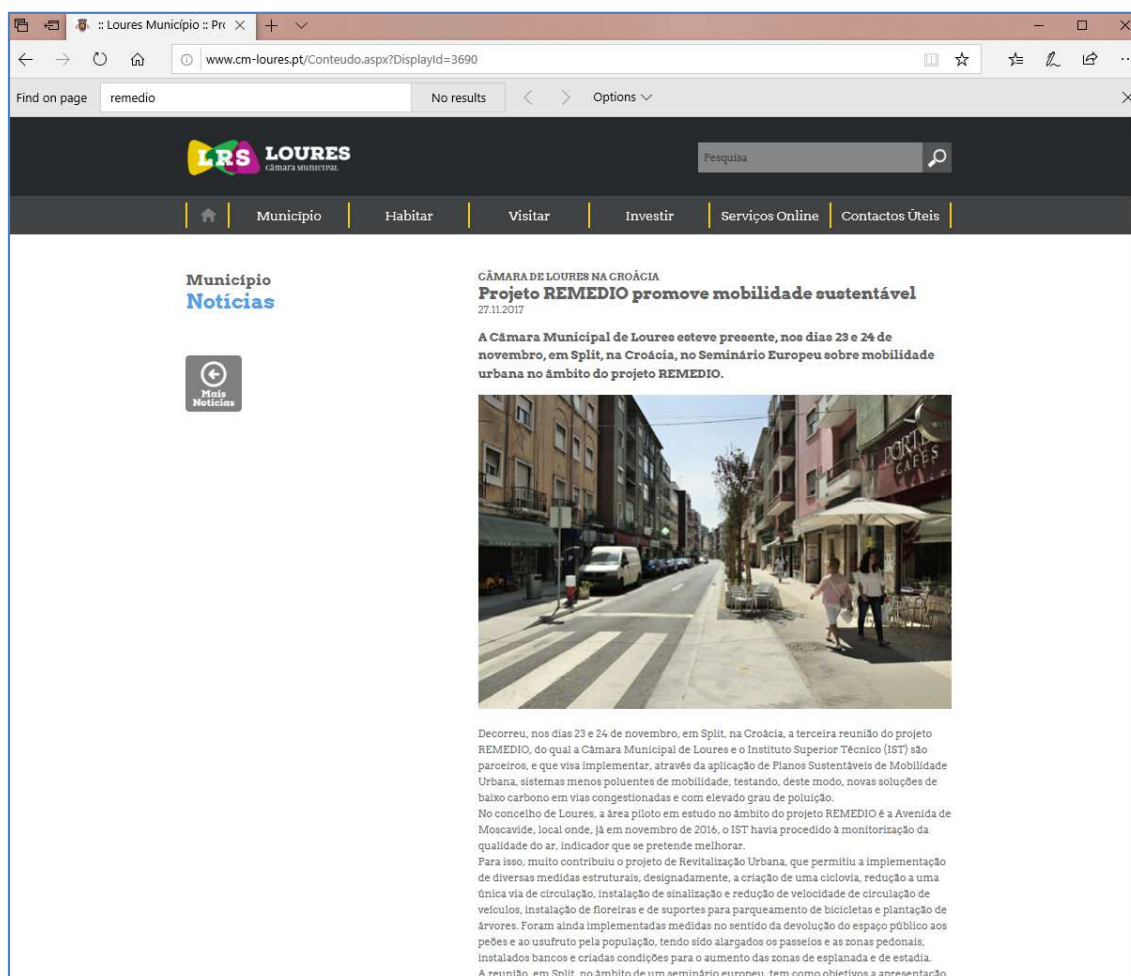 :: Loures Município :: Pro
www.cm-loures.pt/Conteudo.aspx?DisplayId=3690
Find on page remedio No results Options
LRS LOURES
CÂMARA MUNICIPAL
Pesquisa
Município Habitar Visitar Investir Serviços Online Contactos Úteis
Município
Notícias
Mais
Notícias
CÂMARA DE LOURES NA CROÁCIA
Projeto REMEDIO promove mobilidade sustentável
27.11.2017
A Câmara Municipal de Loures esteve presente, nos dias 23 e 24 de
novembro, em Split, na Croácia, no Seminário Europeu sobre mobilidade
urbana no âmbito do projeto REMEDIO.
CAFÉS
Decorreu, nos dias 23 e 24 de novembro, em Split, na Croácia, a terceira reunião do projeto
REMEDIO, do qual a Câmara Municipal de Loures e o Instituto Superior Técnico (IST) são
parceiros, e que visa implementar, através da aplicação de Planos Sustentáveis de Mobilidade
Urbana, sistemas menos poluentes de mobilidade, testando, deste modo, novas soluções de
baixo carbono em vias congestionadas e com elevado grau de poluição.
No concelho de Loures, a área piloto em estudo no âmbito do projeto REMEDIO é a Avenida de
Moscavide, local onde, já em novembro de 2016, o IST havia procedido à monitorização da
qualidade do ar, indicador que se pretende melhorar.
Para isso, muito contribuiu o projeto de Revitalização Urbana, que permitiu a implementação
de diversas medidas estruturais, designadamente, a criação de uma ciclovia, redução a uma
única via de circulação, instalação de sinalização e redução de velocidade de circulação de
veículos, instalação de floreiras e de suportes para parqueamento de bicicletas e plantação de
árvores. Foram ainda implementadas medidas no sentido da devolução do espaço público aos
peões e ao usufruto pela população, tendo sido alargados os passeios e as zonas pedonais,
instalados bancos e criadas condições para o aumento das zonas de esplanada e de estadia.
A reunião, em Split, no âmbito de um seminário europeu, tem como objetivos a apresentação